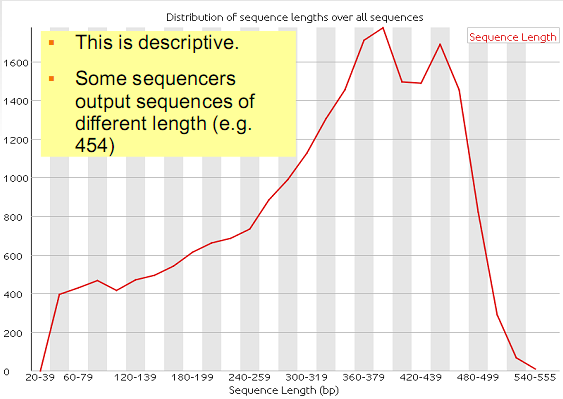 Distribution of sequence lengths over all sequences
Sequence Length
▪ This is descriptive.
▪ Some sequencers
output sequences of
different length (e.g.
454)
1600
1400
1200
1000
800
600
400
200
0
20-39 60-79 120-139 180-199 240-259 300-319 360-379 420-439 480-499 540-555
Sequence Length (bp)